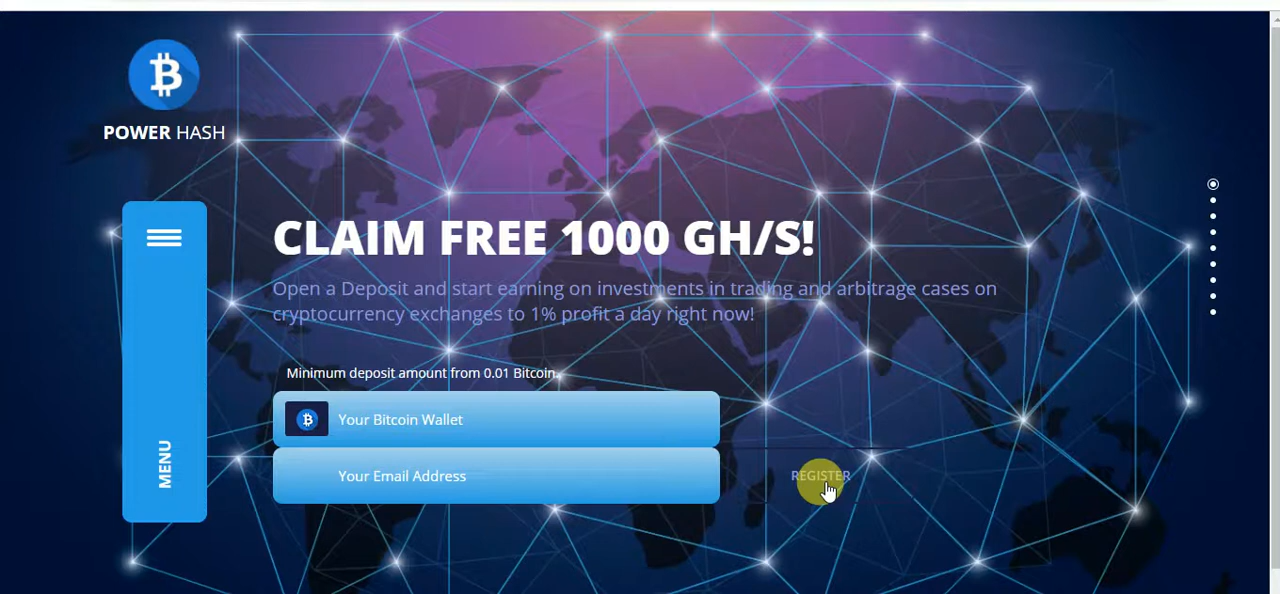 POWER HASH
CLAIM FREE 1000 GH/S!
Open a Deposit and start earning on investments in trading and arbitrage cases on
cryptocurrency exchanges to 1% profit a day right now!
Minimum deposit amount from 0.01 Bitcoin.
Your Bitcoin Wallet
Your Email Address
REGISTER
MENU